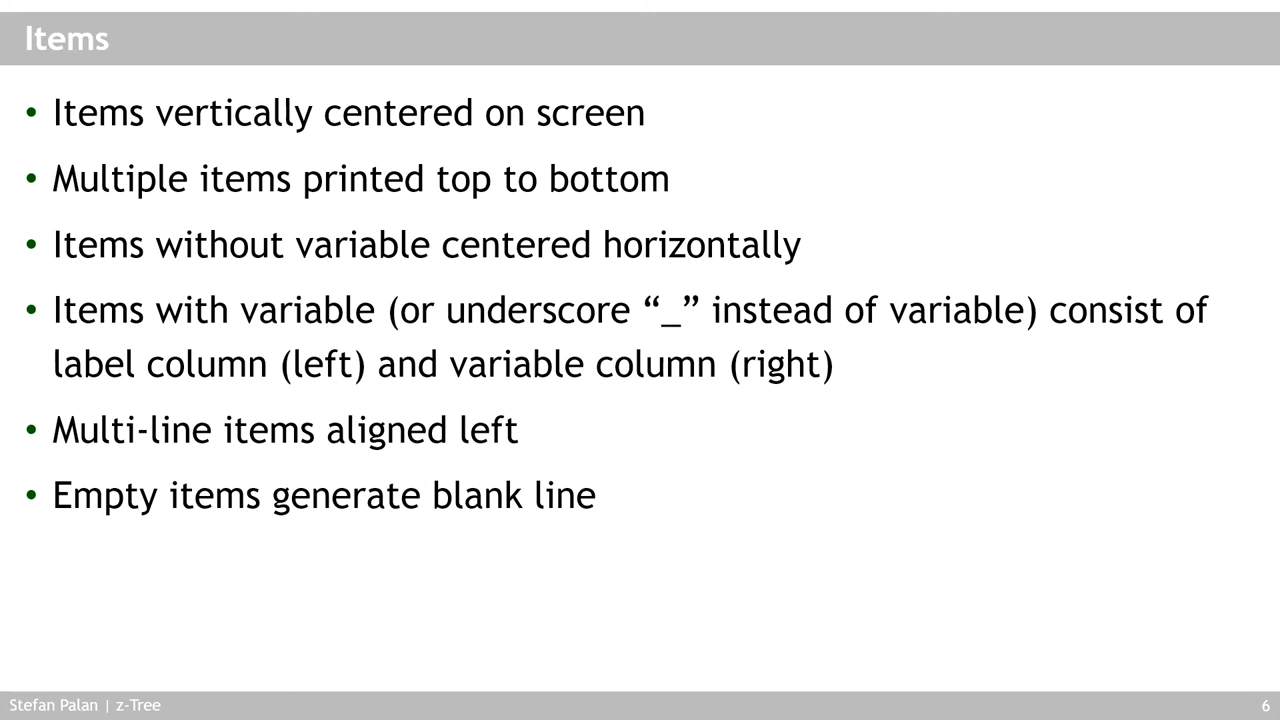 Items
• Items vertically centered on screen
• Multiple items printed top to bottom
• Items without variable centered horizontally
• Items with variable (or underscore “_” instead of variable) consist of
label column (left) and variable column (right)
• Multi-line items aligned left
• Empty items generate blank line
Stefan Palan | z-Tree
6